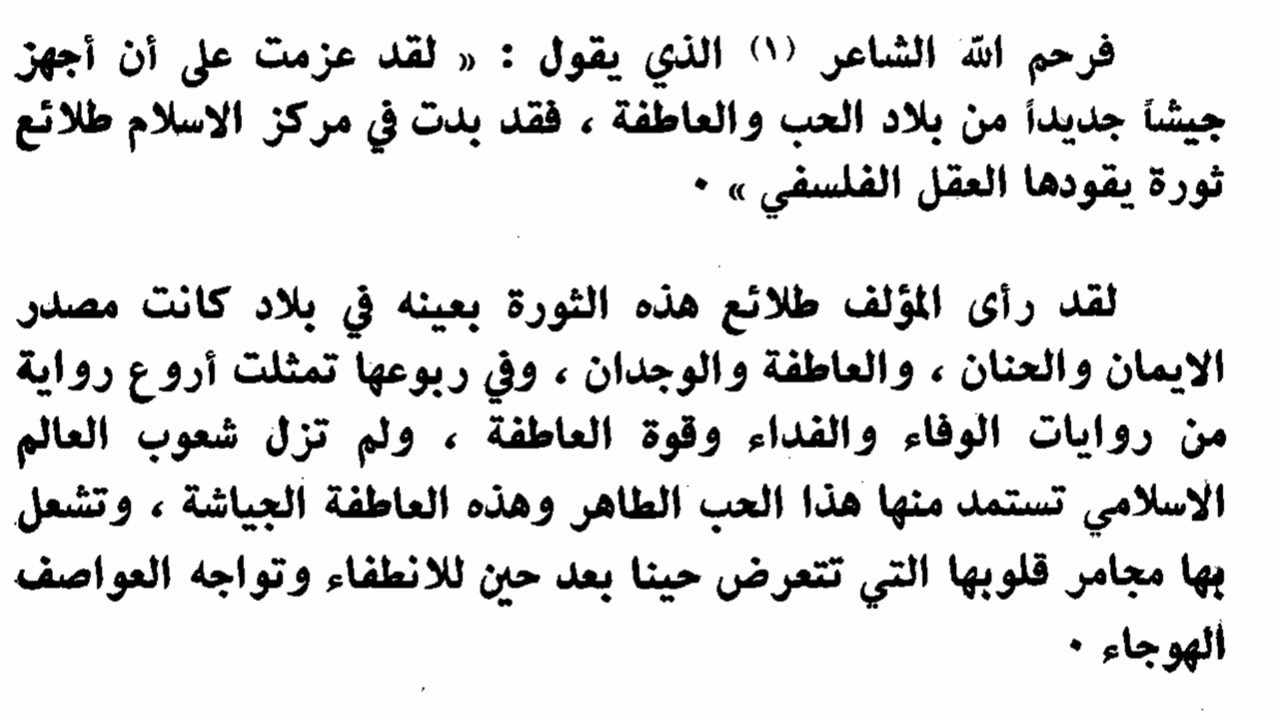 فرحم الله الشاعر (١) الذي يقول : « لقد عزمت على أن أجهز
جيشاً جديداً من بلاد الحب والعاطفة ، فقد بدت في مركز الاسلام طلائع
ثورة يقودها العقل الفلسفي » ٠
لقد رأى المؤلف طلائع هذه الثورة بعينه في بلاد كانت مصدر
الايمان والحنان ، والعاطفة والوجدان ، وفي ربوعها تمثلت أروع رواية
من روايات الوفاء والفداء وقوة العاطفة ، ولم تزل شعوب العالم
الاسلامي تستمد منها هذا الحب الطاهر وهذه العاطفة الجياشة ، وتشعل
بها مجامر قلوبها التي تتعرض حينا بعد حين للانطفاء وتواجه العواصف
الهوجاء ٠